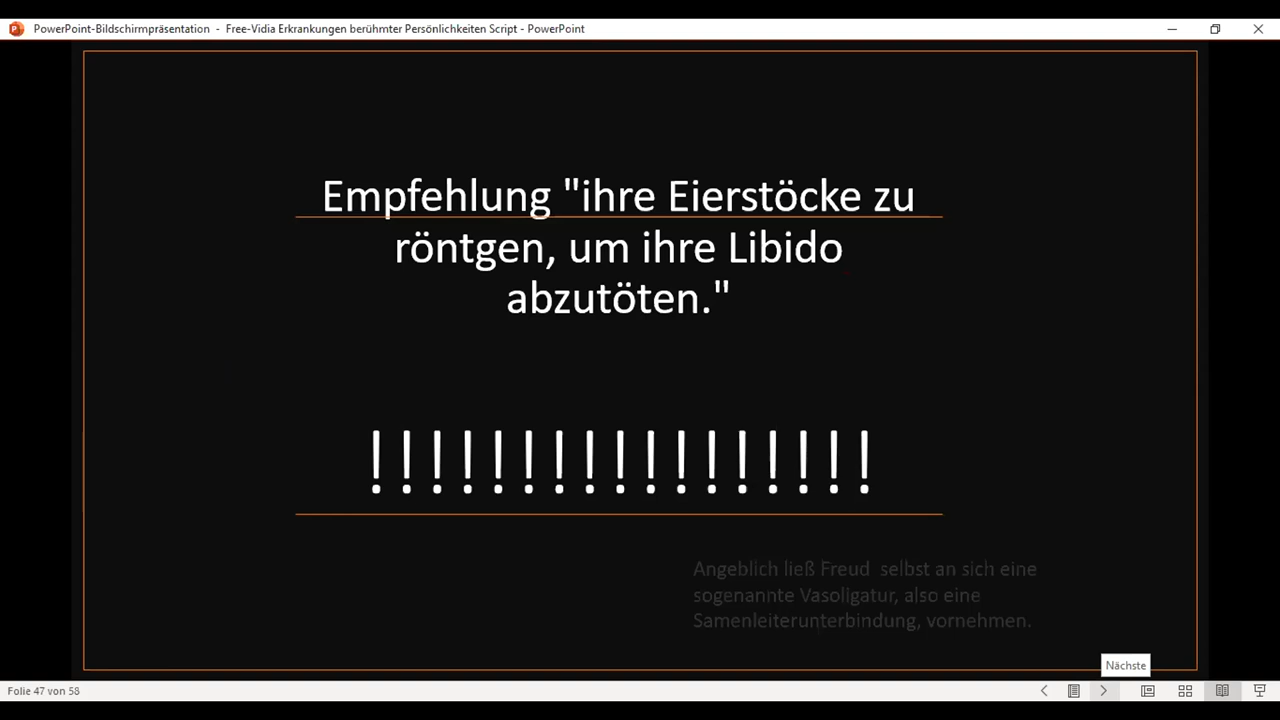 PowerPoint-Bildschirmpräsentation - Free-Vidia Erkrankungen berühmter Persönlichkeiten Script - PowerPoint
Empfehlung "ihre Eierstöcke zu
röntgen, um ihre Libido
abzutöten."
!!!!!!!!!!!!!!!!!
Angeblich ließ Freud selbst an sich eine
sogenannte Vasoligatur, also eine
Samenleiterunterbindung, vornehmen.
Nächste
Folie 47 von 58